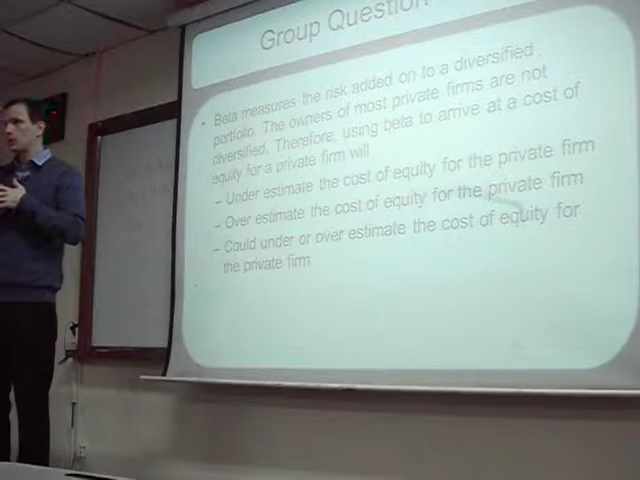 Group Question
• Beta measures the risk added on to a diversified
portfolio. The owners of most private firms are not
diversified. Therefore, using beta to arrive at a cost of
equity for a private firm will
– Under estimate the cost of equity for the private firm
– Over estimate the cost of equity for the private firm
– Could under or over estimate the cost of equity for
the private firm